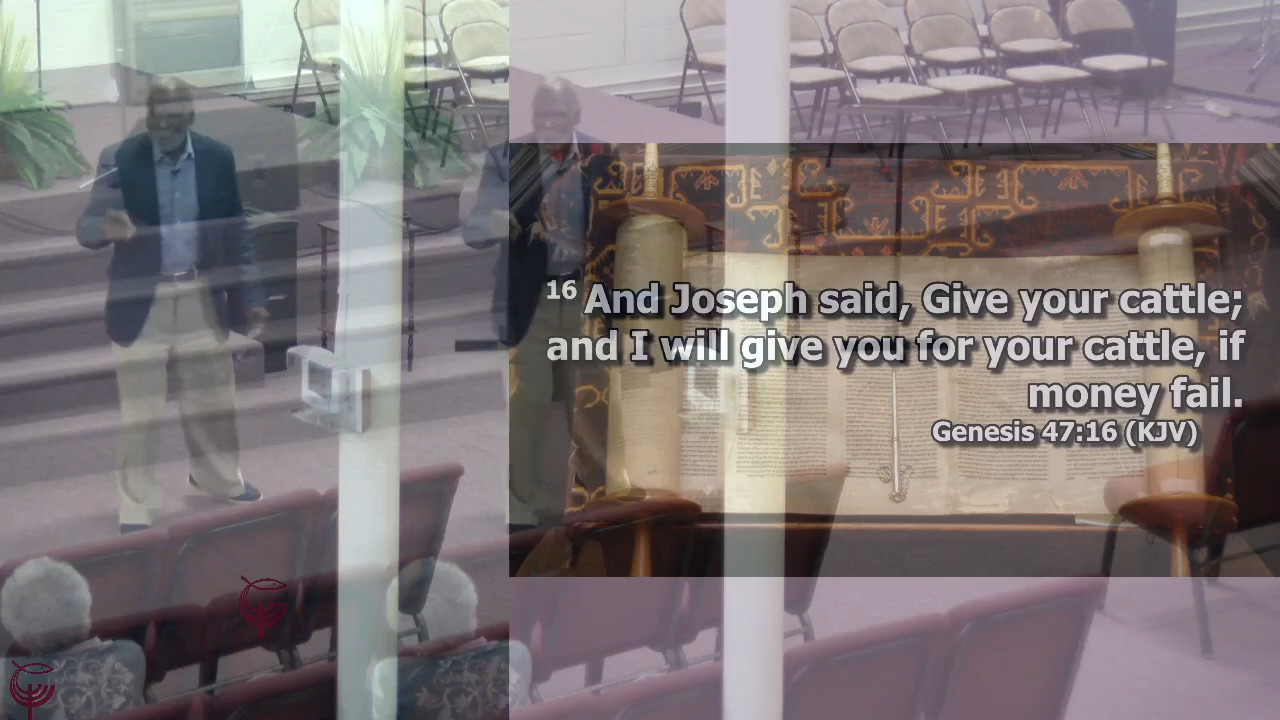 16 And Joseph said, Give your cattle;
and I will give you for your cattle, if
money fail.
Genesis 47:16 (KJV)